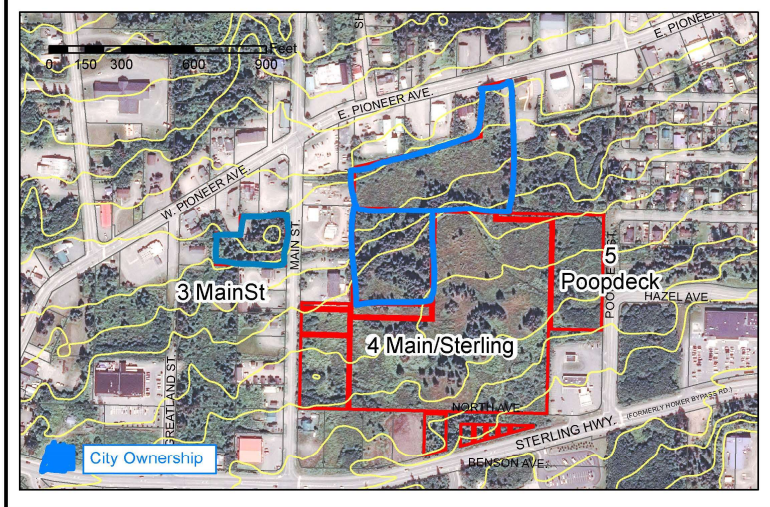 E. PIONEER
Feet
0 150 300 600 900
E. PIONEER AVE.
W. PIONEER AVE.
MAIN ST.
3 MainSt
5
Poopdeck
HAZEL AVE.
4 Main/Sterling
GREATLAND ST.
NORTH AVE.
STERLING HWY.
(FORMERLY HOMER BYPASS RD.)
BENSON AVE.
City Ownership